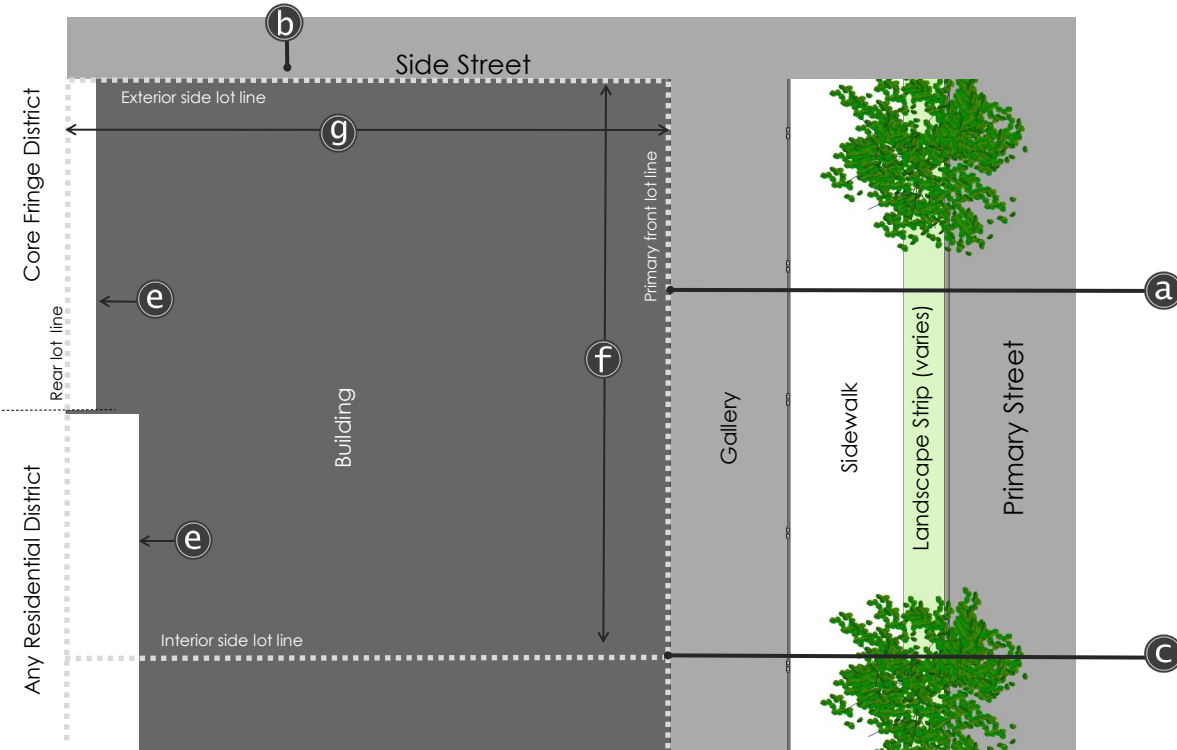 b
Side Street
Exterior side lot line
g
Core Fringe District
Primary front lot line
e
a
Rear lot line
f
Building
Gallery
Sidewalk
Landscape Strip (varies)
Primary Street
Any Residential District
e
Interior side lot line
c